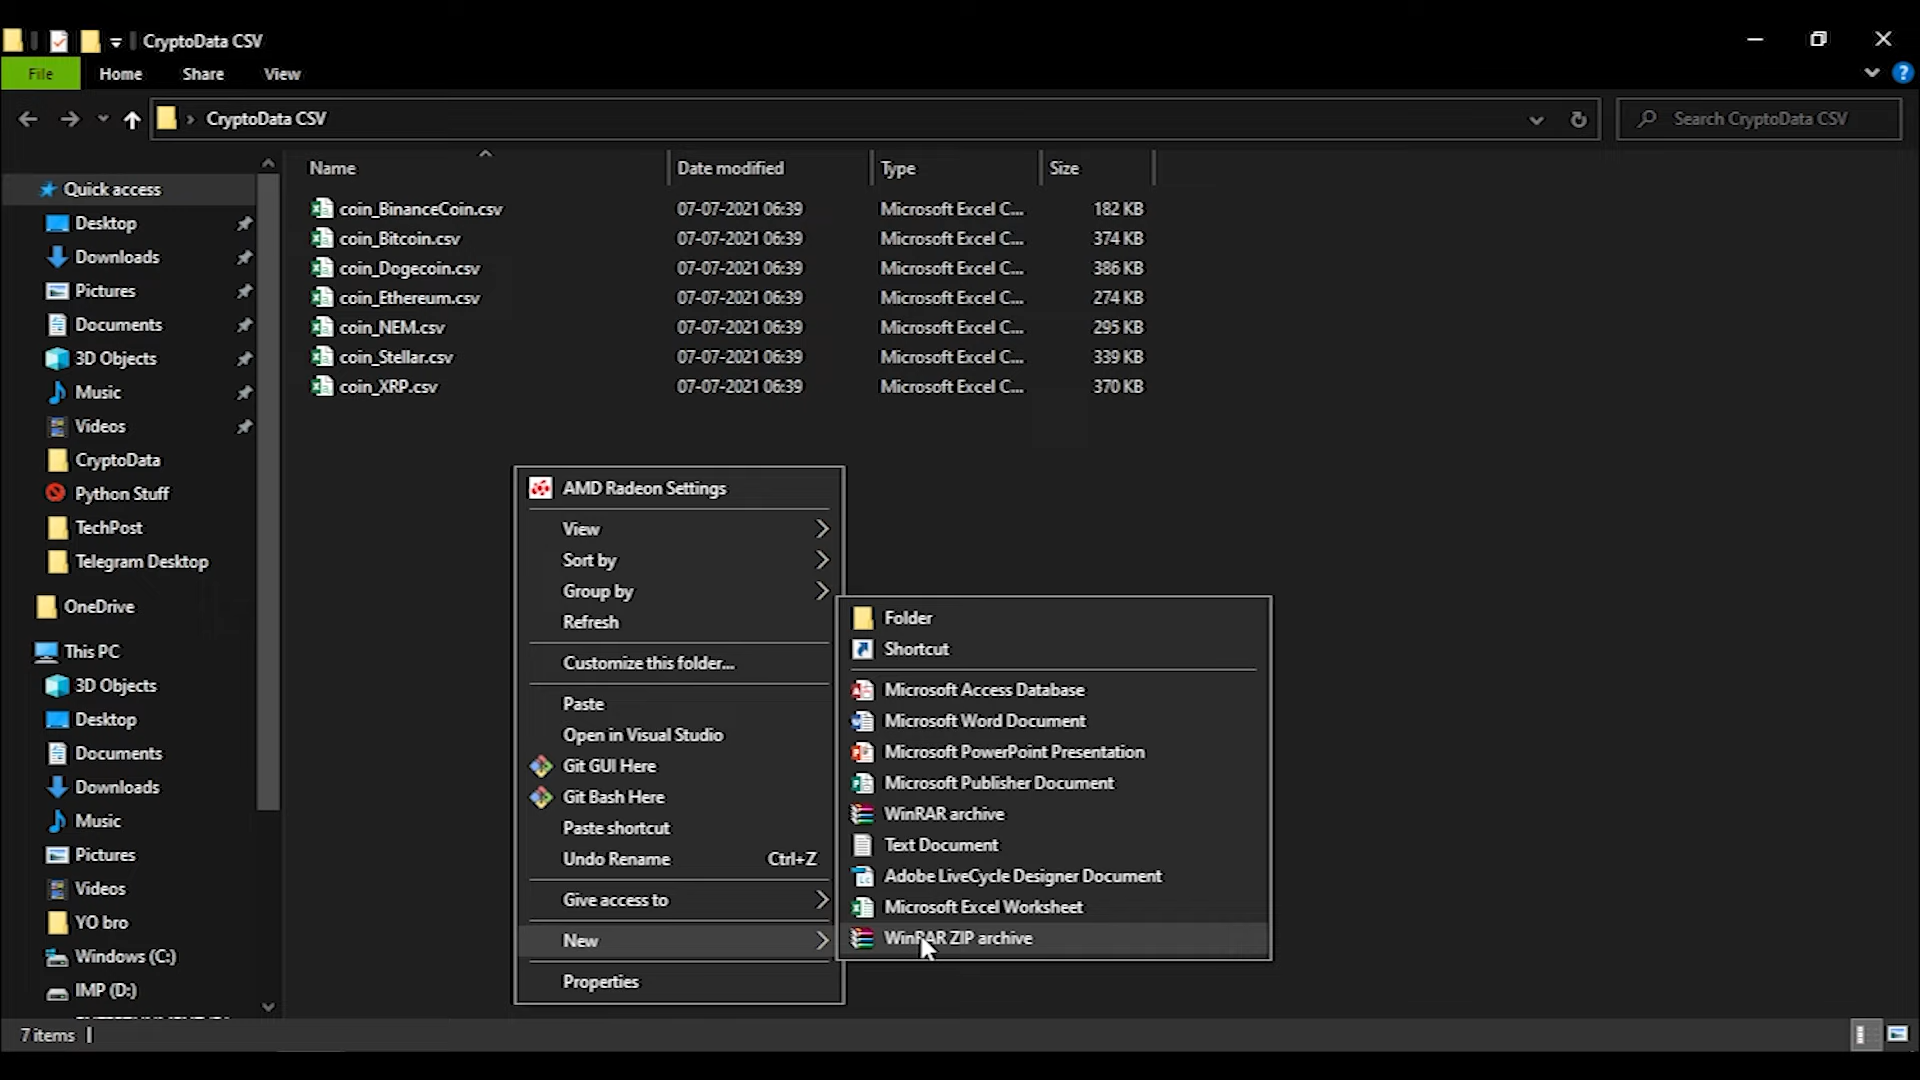 CryptoData CSV
File Home Share View
CryptoData CSV
Search CryptoData CSV
Name Date modified Type Size
coin_BinanceCoin.csv 07-07-2021 06:39 Microsoft Excel C... 182 KB
coin_Bitcoin.csv 07-07-2021 06:39 Microsoft Excel C... 374 KB
coin_Dogecoin.csv 07-07-2021 06:39 Microsoft Excel C... 386 KB
coin_Ethereum.csv 07-07-2021 06:39 Microsoft Excel C... 274 KB
coin_NEM.csv 07-07-2021 06:39 Microsoft Excel C... 295 KB
coin_Stellar.csv 07-07-2021 06:39 Microsoft Excel C... 339 KB
coin_XRP.csv 07-07-2021 06:39 Microsoft Excel C... 370 KB
Quick access
Desktop
Downloads
Pictures
Documents
3D Objects
Music
Videos
CryptoData
Python Stuff
TechPost
Telegram Desktop
OneDrive
This PC
3D Objects
Desktop
Documents
Downloads
Music
Pictures
Videos
YO bro
Windows (C:)
IMP (D:)
AMD Radeon Settings
View
Sort by
Group by
Refresh
Customize this folder...
Paste
Open in Visual Studio
Git GUI Here
Git Bash Here
Paste shortcut
Undo Rename Ctrl+Z
Give access to
New
Properties
Folder
Shortcut
Microsoft Access Database
Microsoft Word Document
Microsoft PowerPoint Presentation
Microsoft Publisher Document
WinRAR archive
Text Document
Adobe LiveCycle Designer Document
Microsoft Excel Worksheet
WinRAR ZIP archive
7 items